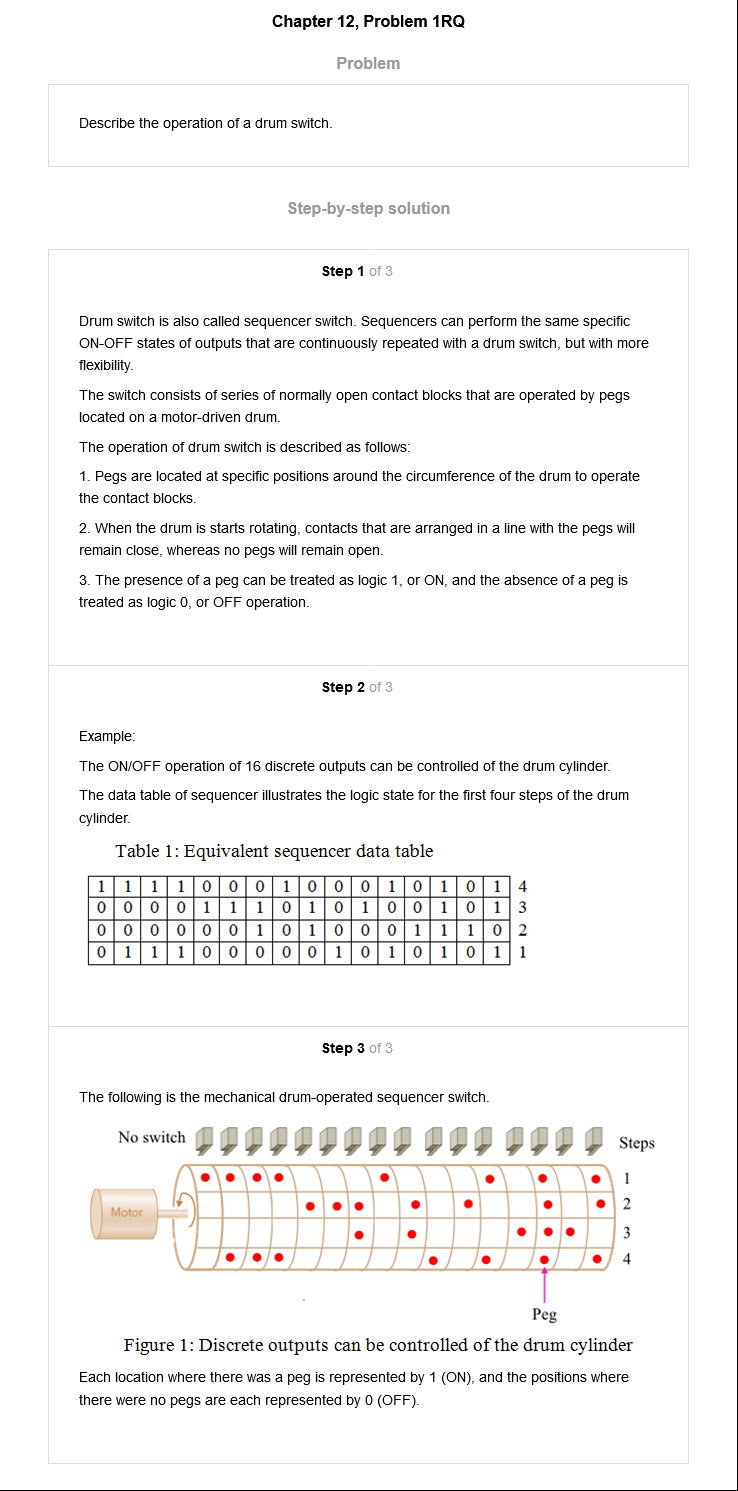 Chapter 12, Problem 1RQ
Problem
Describe the operation of a drum switch.
Step-by-step solution
Step 1 of 3
Drum switch is also called sequencer switch. Sequencers can perform the same specific
ON-OFF states of outputs that are continuously repeated with a drum switch, but with more
flexibility.
The switch consists of series of normally open contact blocks that are operated by pegs
located on a motor-driven drum.
The operation of drum switch is described as follows:
1. Pegs are located at specific positions around the circumference of the drum to operate
the contact blocks.
2. When the drum is starts rotating, contacts that are arranged in a line with the pegs will
remain close, whereas no pegs will remain open.
3. The presence of a peg can be treated as logic 1, or ON, and the absence of a peg is
treated as logic 0, or OFF operation.
Step 2 of 3
Example:
The ON/OFF operation of 16 discrete outputs can be controlled of the drum cylinder.
The data table of sequencer illustrates the logic state for the first four steps of the drum
cylinder.
Table 1: Equivalent sequencer data table
1 1 1 1 0 0 0 1 0 0 0 1 0 1 0 1 4
0 0 0 0 1 1 1 0 1 0 1 0 0 1 0 1 3
0 0 0 0 0 0 1 0 1 0 0 0 1 1 1 0 2
0 1 1 1 0 0 0 0 0 1 0 1 0 1 0 1 1
Step 3 of 3
The following is the mechanical drum-operated sequencer switch.
No switch
Steps
1
Motor
2
3
4
Peg
Figure 1: Discrete outputs can be controlled of the drum cylinder
Each location where there was a peg is represented by 1 (ON), and the positions where
there were no pegs are each represented by 0 (OFF).